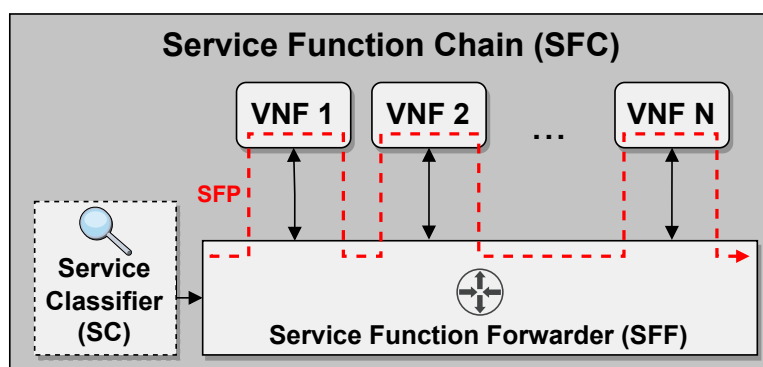 Service Function Chain (SFC)
VNF 1
VNF 2
...
VNF N
SFP
Service
Classifier
(SC)
Service Function Forwarder (SFF)